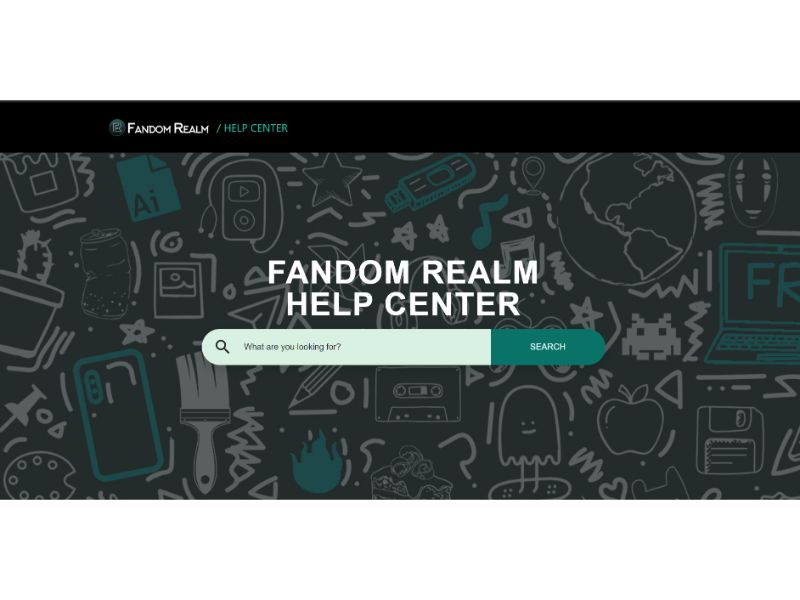 FANDOM REALM / HELP CENTER
Ai
FR
FANDOM REALM
HELP CENTER
What are you looking for?
SEARCH